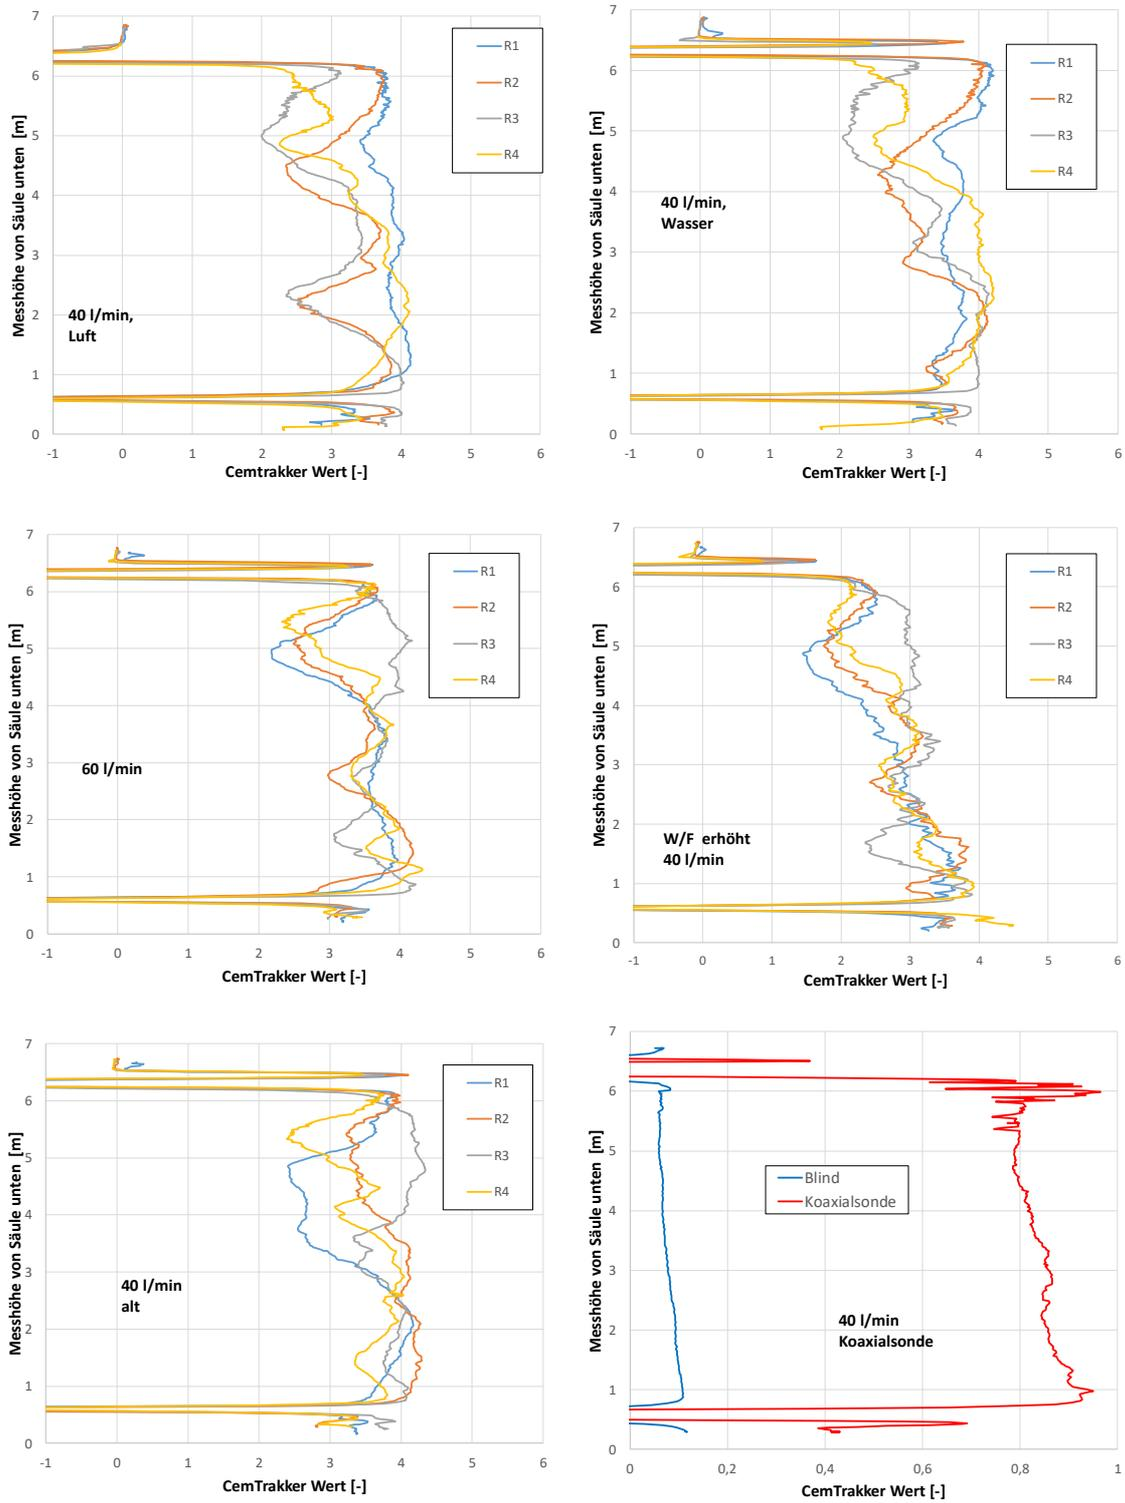 7
6
5
4
3
2
1
0
Messhöhe von Säule unten [m]
R1
R2
R3
R4
40 l/min,
Luft
-1 0 1 2 3 4 5 6
Cemtrakker Wert [-]
7
6
5
4
3
2
1
0
Messhöhe von Säule unten [m]
R1
R2
R3
R4
40 l/min,
Wasser
-1 0 1 2 3 4 5 6
CemTrakker Wert [-]
7
6
5
4
3
2
1
0
Messhöhe von Säule unten [m]
R1
R2
R3
R4
60 l/min
-1 0 1 2 3 4 5 6
CemTrakker Wert [-]
7
6
5
4
3
2
1
0
Messhöhe von Säule unten [m]
R1
R2
R3
R4
W/F erhöht
40 l/min
-1 0 1 2 3 4 5 6
CemTrakker Wert [-]
7
6
5
4
3
2
1
0
Messhöhe von Säule unten [m]
R1
R2
R3
R4
40 l/min
alt
-1 0 1 2 3 4 5 6
CemTrakker Wert [-]
7
6
5
4
3
2
1
0
Messhöhe von Säule unten [m]
Blind
Koaxialsonde
40 l/min
Koaxialsonde
0 0,2 0,4 0,6 0,8 1
CemTrakker Wert [-]